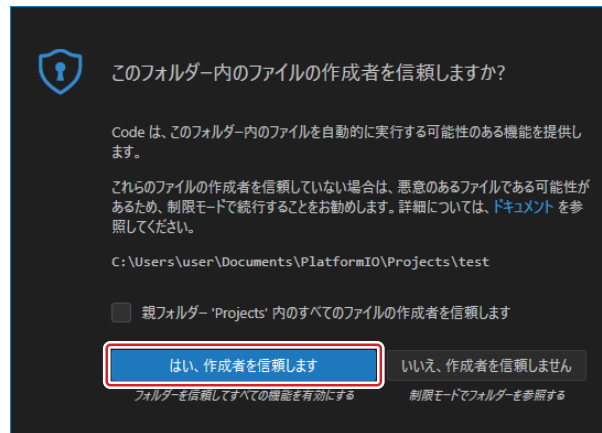 このフォルダー内のファイルの作成者を信頼しますか?
Code は、このフォルダー内のファイルを自動的に実行する可能性のある機能を提供し
ます。
これらのファイルの作成者を信頼していない場合は、悪意のあるファイルである可能性が
あるため、制限モードで続行することをお勧めします。詳細については、ドキュメント を参
照してください。
C:\Users\user\Documents\PlatformIO\Projects\test
親フォルダー 'Projects' 内のすべてのファイルの作成者を信頼します
はい、作成者を信頼します
いいえ、作成者を信頼しません
フォルダーを信頼してすべての機能を有効にする
制限モードでフォルダーを参照する